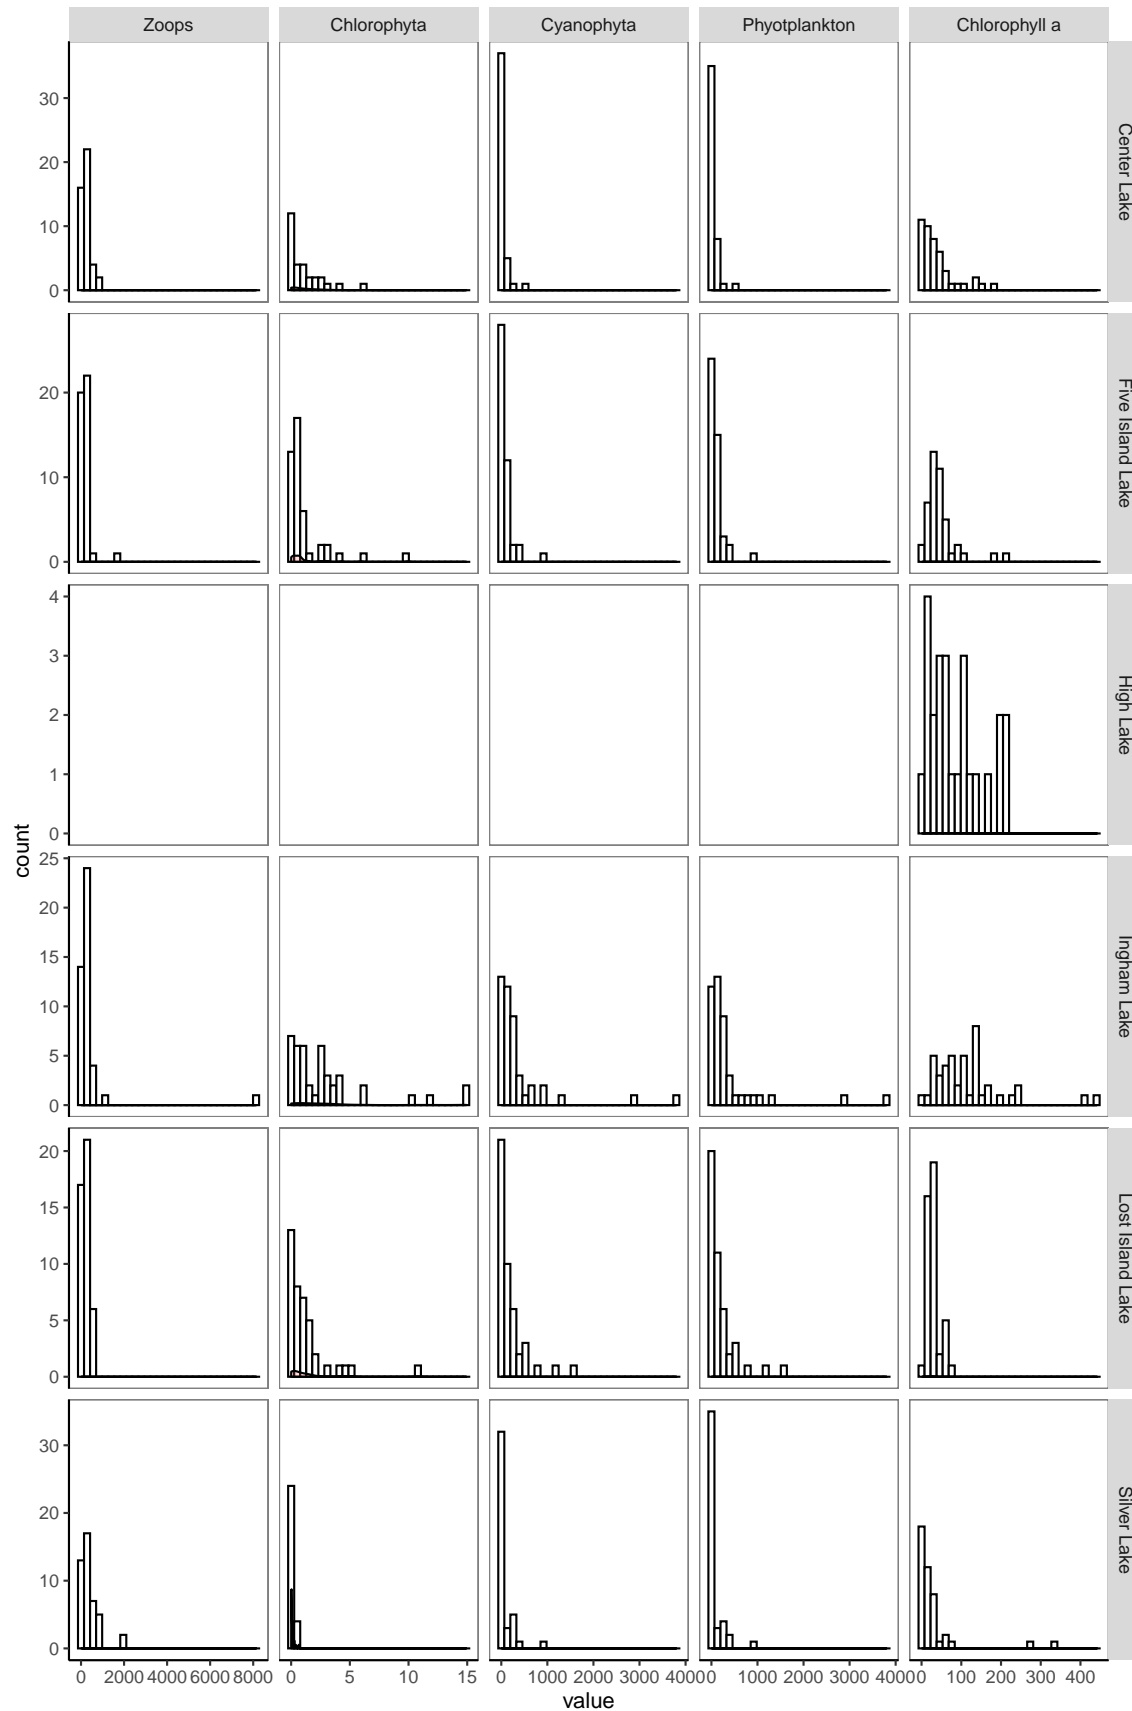 Zoops Chlorophyta Cyanophyta Phyotplankton Chlorophyll a
30
20
10
0
Center Lake
20
10
0
Five Island Lake
4
3
2
1
0
High Lake
count
25
20
15
10
5
0
Ingham Lake
20
15
10
5
0
Lost Island Lake
30
20
10
0
Silver Lake
0 2000 4000 6000 8000 0 5 10 15 0 1000 2000 3000 4000 0 1000 2000 3000 4000 0 100 200 300 400
value